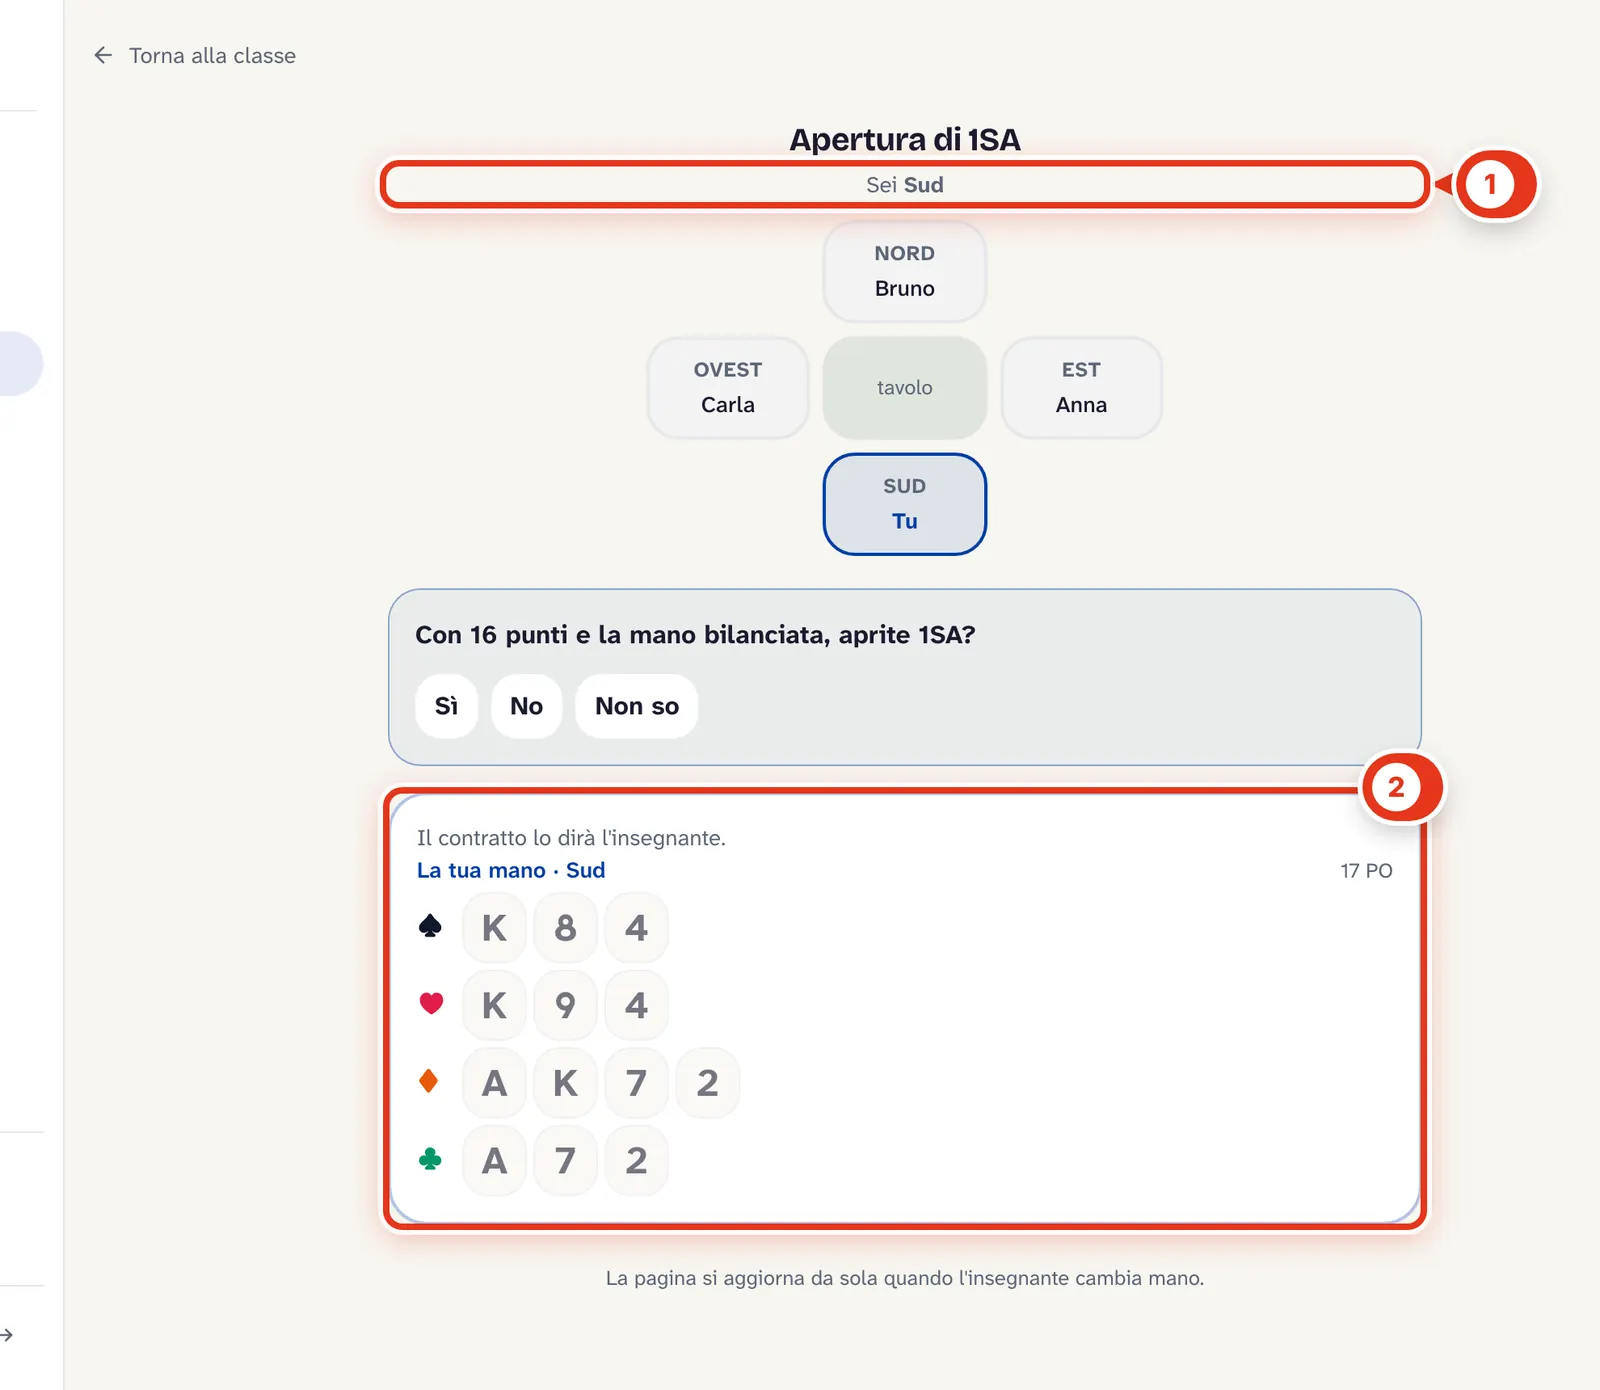 ← Torna alla classe
Apertura di 1SA
Sei Sud
1
NORD
Bruno
OVEST
Carla
tavolo
EST
Anna
SUD
Tu
Con 16 punti e la mano bilanciata, aprite 1SA?
Sì No Non so
2
Il contratto lo dirà l'insegnante.
La tua mano · Sud 17 PO
♠ K 8 4
♥ K 9 4
♦ A K 7 2
♣ A 7 2
La pagina si aggiorna da sola quando l'insegnante cambia mano.
→